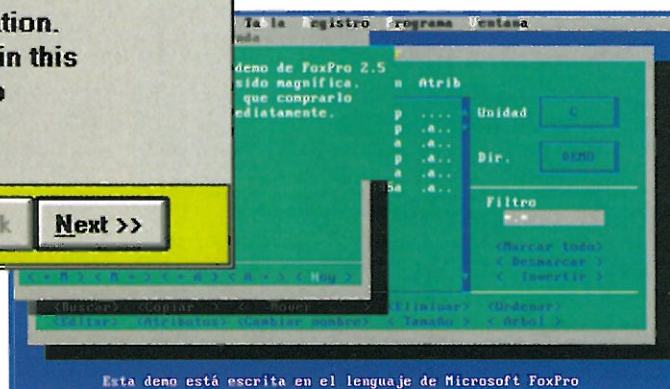 tion.
in this
Next >>
Ta la egistro rograma entana
demo de FoxPro 2.5
sido magnífica.
que comprarlo
ediatamente.
n Atrib
p ....
p .a..
a .a..
p .a..
a .a..
.a..
Unidad C
Dir. DEMO
Filtro
*.*
<Marcar todo>
< Desmarcar >
< Invertir >
< + M > < M + > < + A > < A + > < Hoy >
<Buscar> <Copiar > < Mover > <Eliminar> <Ordenar>
<Editar> <Atributos> <Cambiar nombre> < Tamaño > < Arbol >
Esta demo está escrita en el lenguaje de Microsoft FoxPro